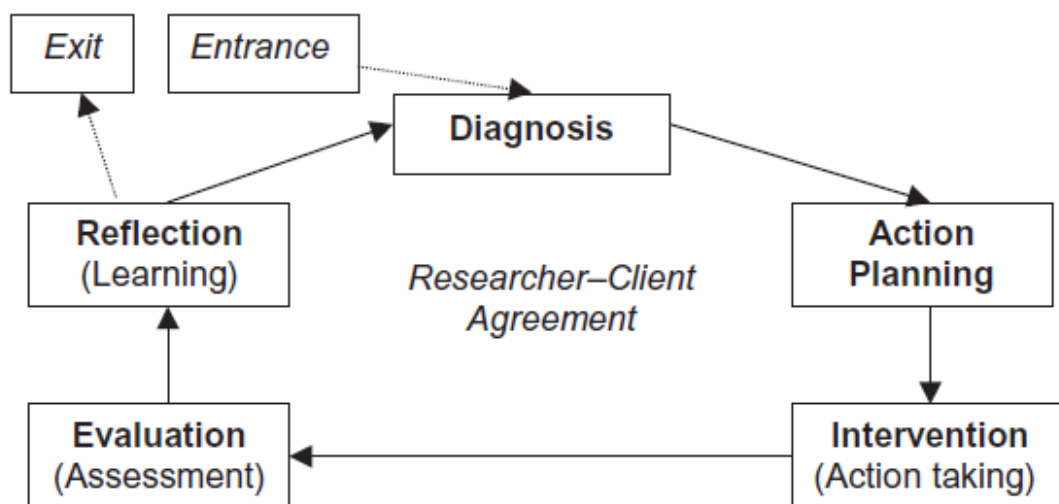 Exit
Entrance
Diagnosis
Reflection
(Learning)
Action
Planning
Researcher–Client
Agreement
Evaluation
(Assessment)
Intervention
(Action taking)